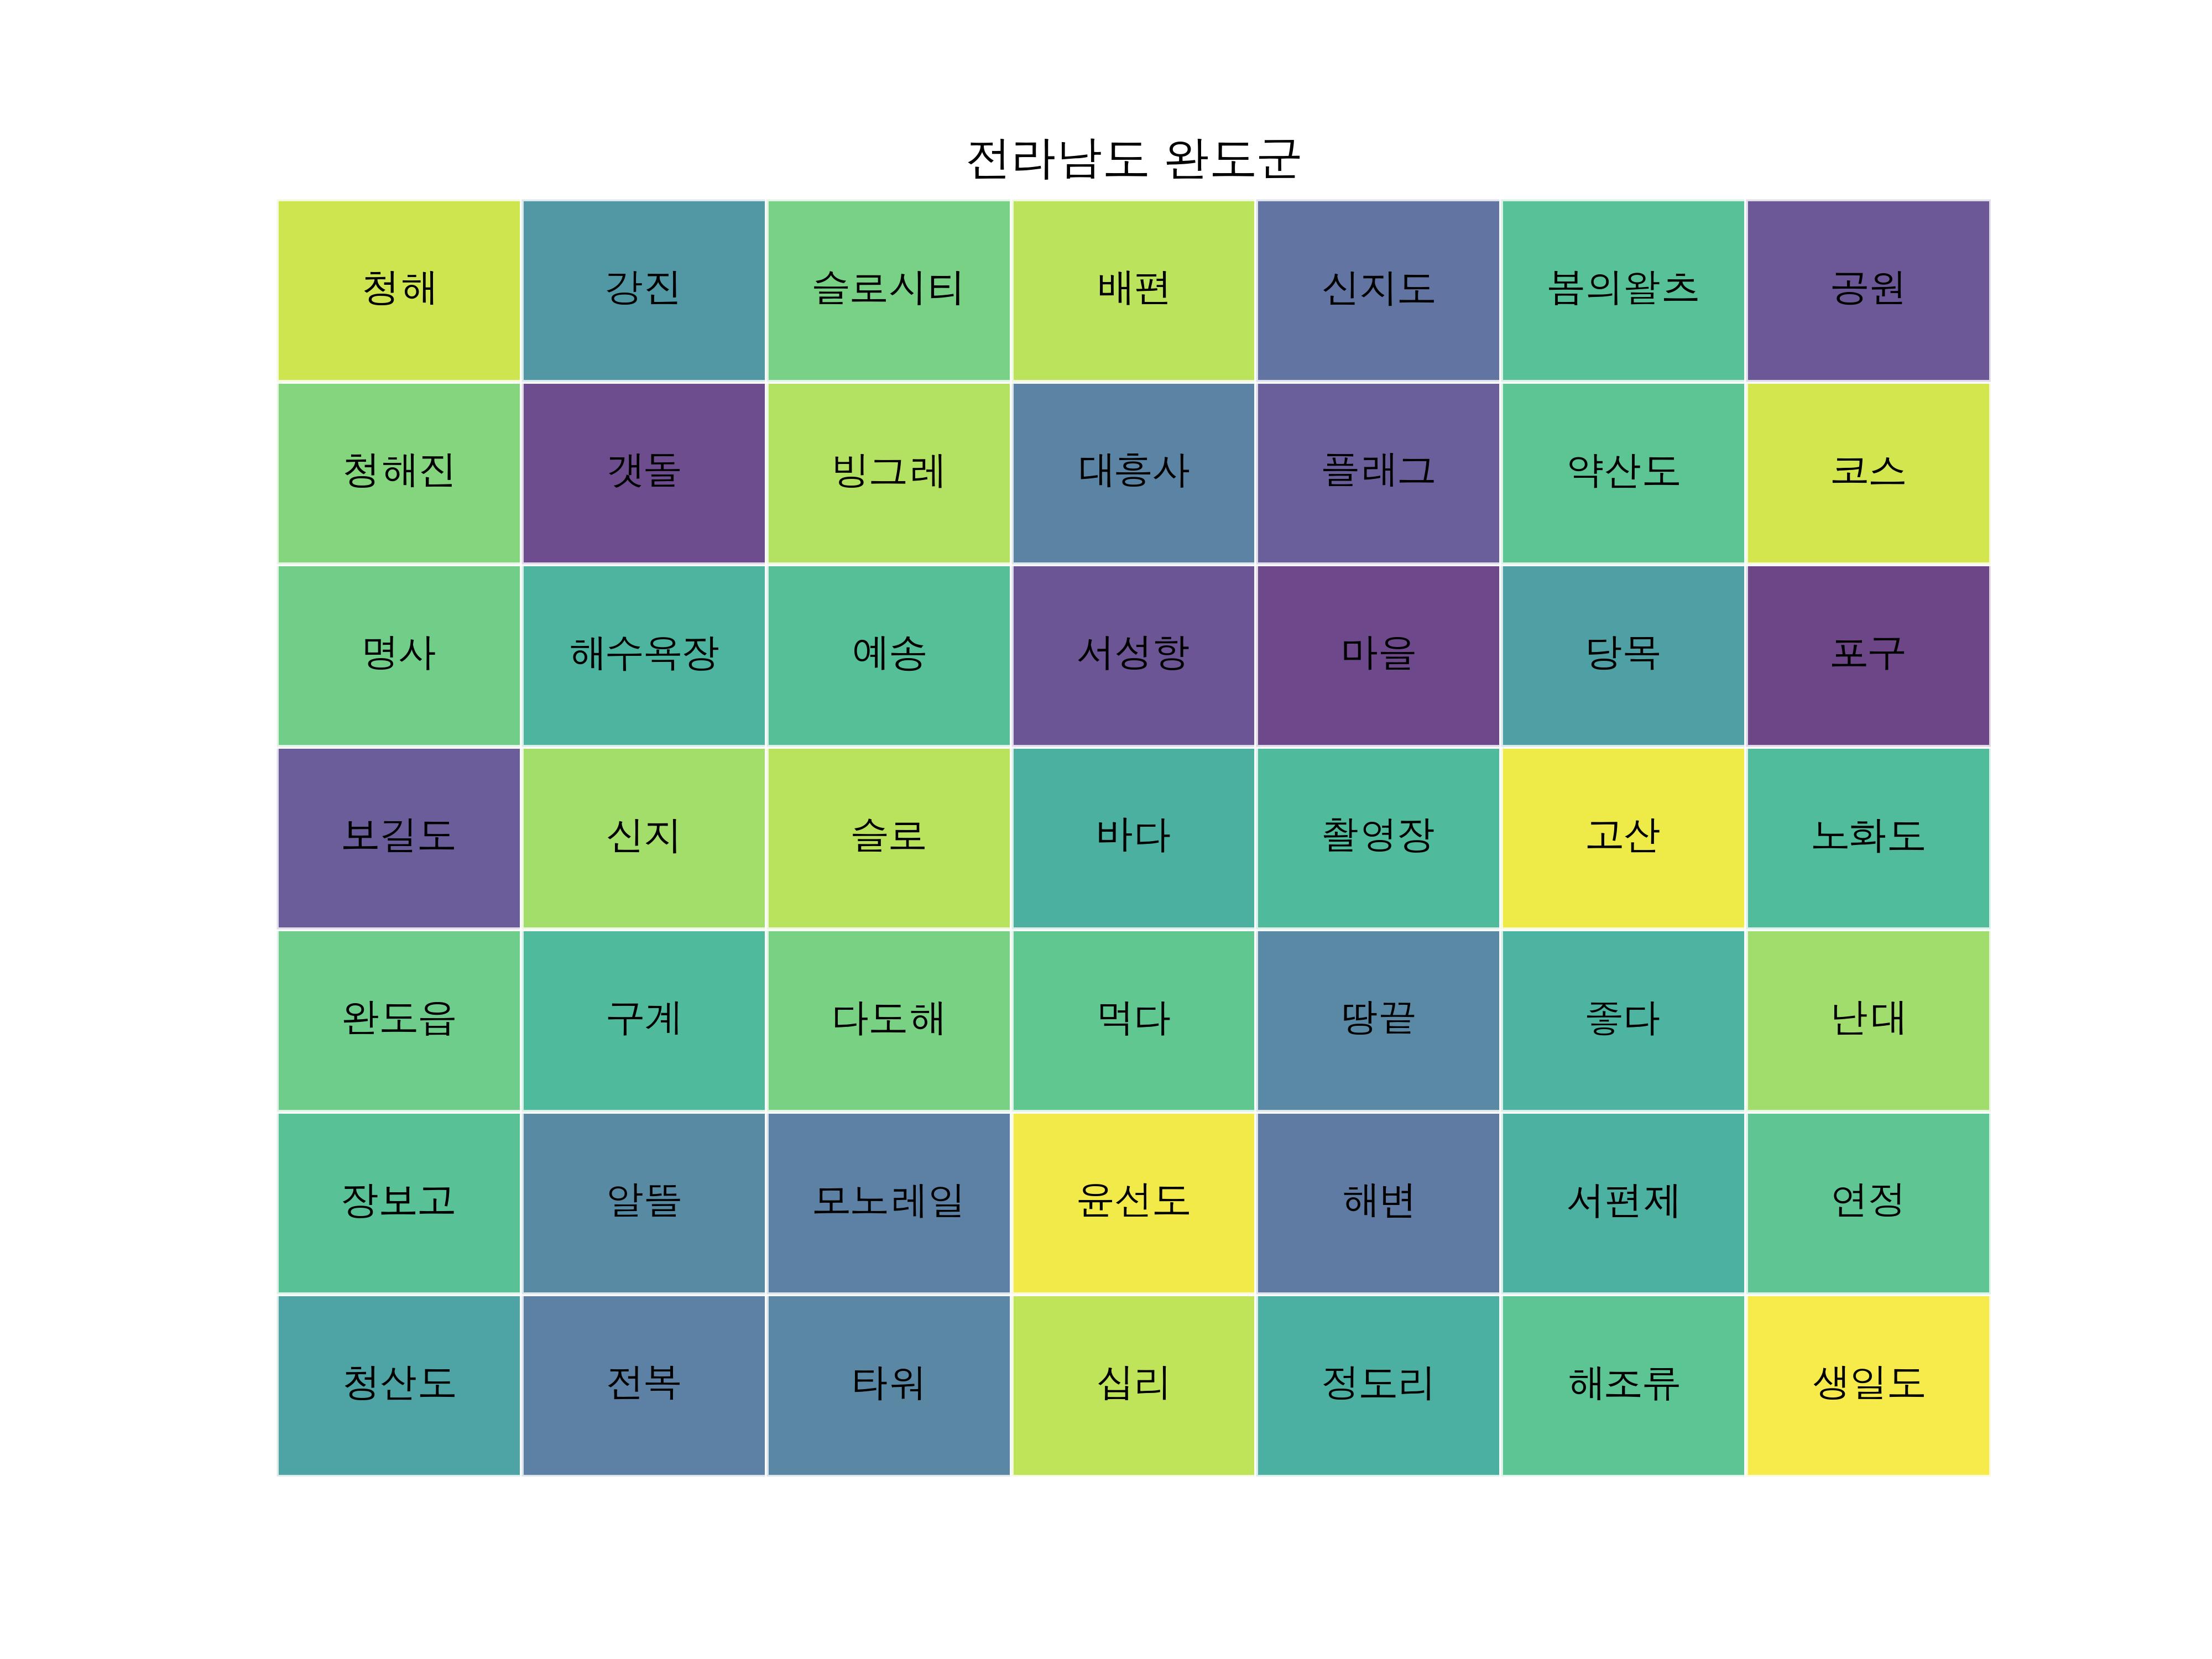 전라남도 완도군
청해 강진 슬로시티 배편 신지도 봄의왈츠 공원
청해진 갯돌 빙그레 대흥사 플래그 약산도 코스
명사 해수욕장 예송 서성항 마을 당목 포구
보길도 신지 슬로 바다 촬영장 고산 노화도
완도읍 구계 다도해 먹다 땅끝 좋다 난대
장보고 알뜰 모노레일 윤선도 해변 서편제 연정
청산도 전복 타워 십리 정도리 해조류 생일도